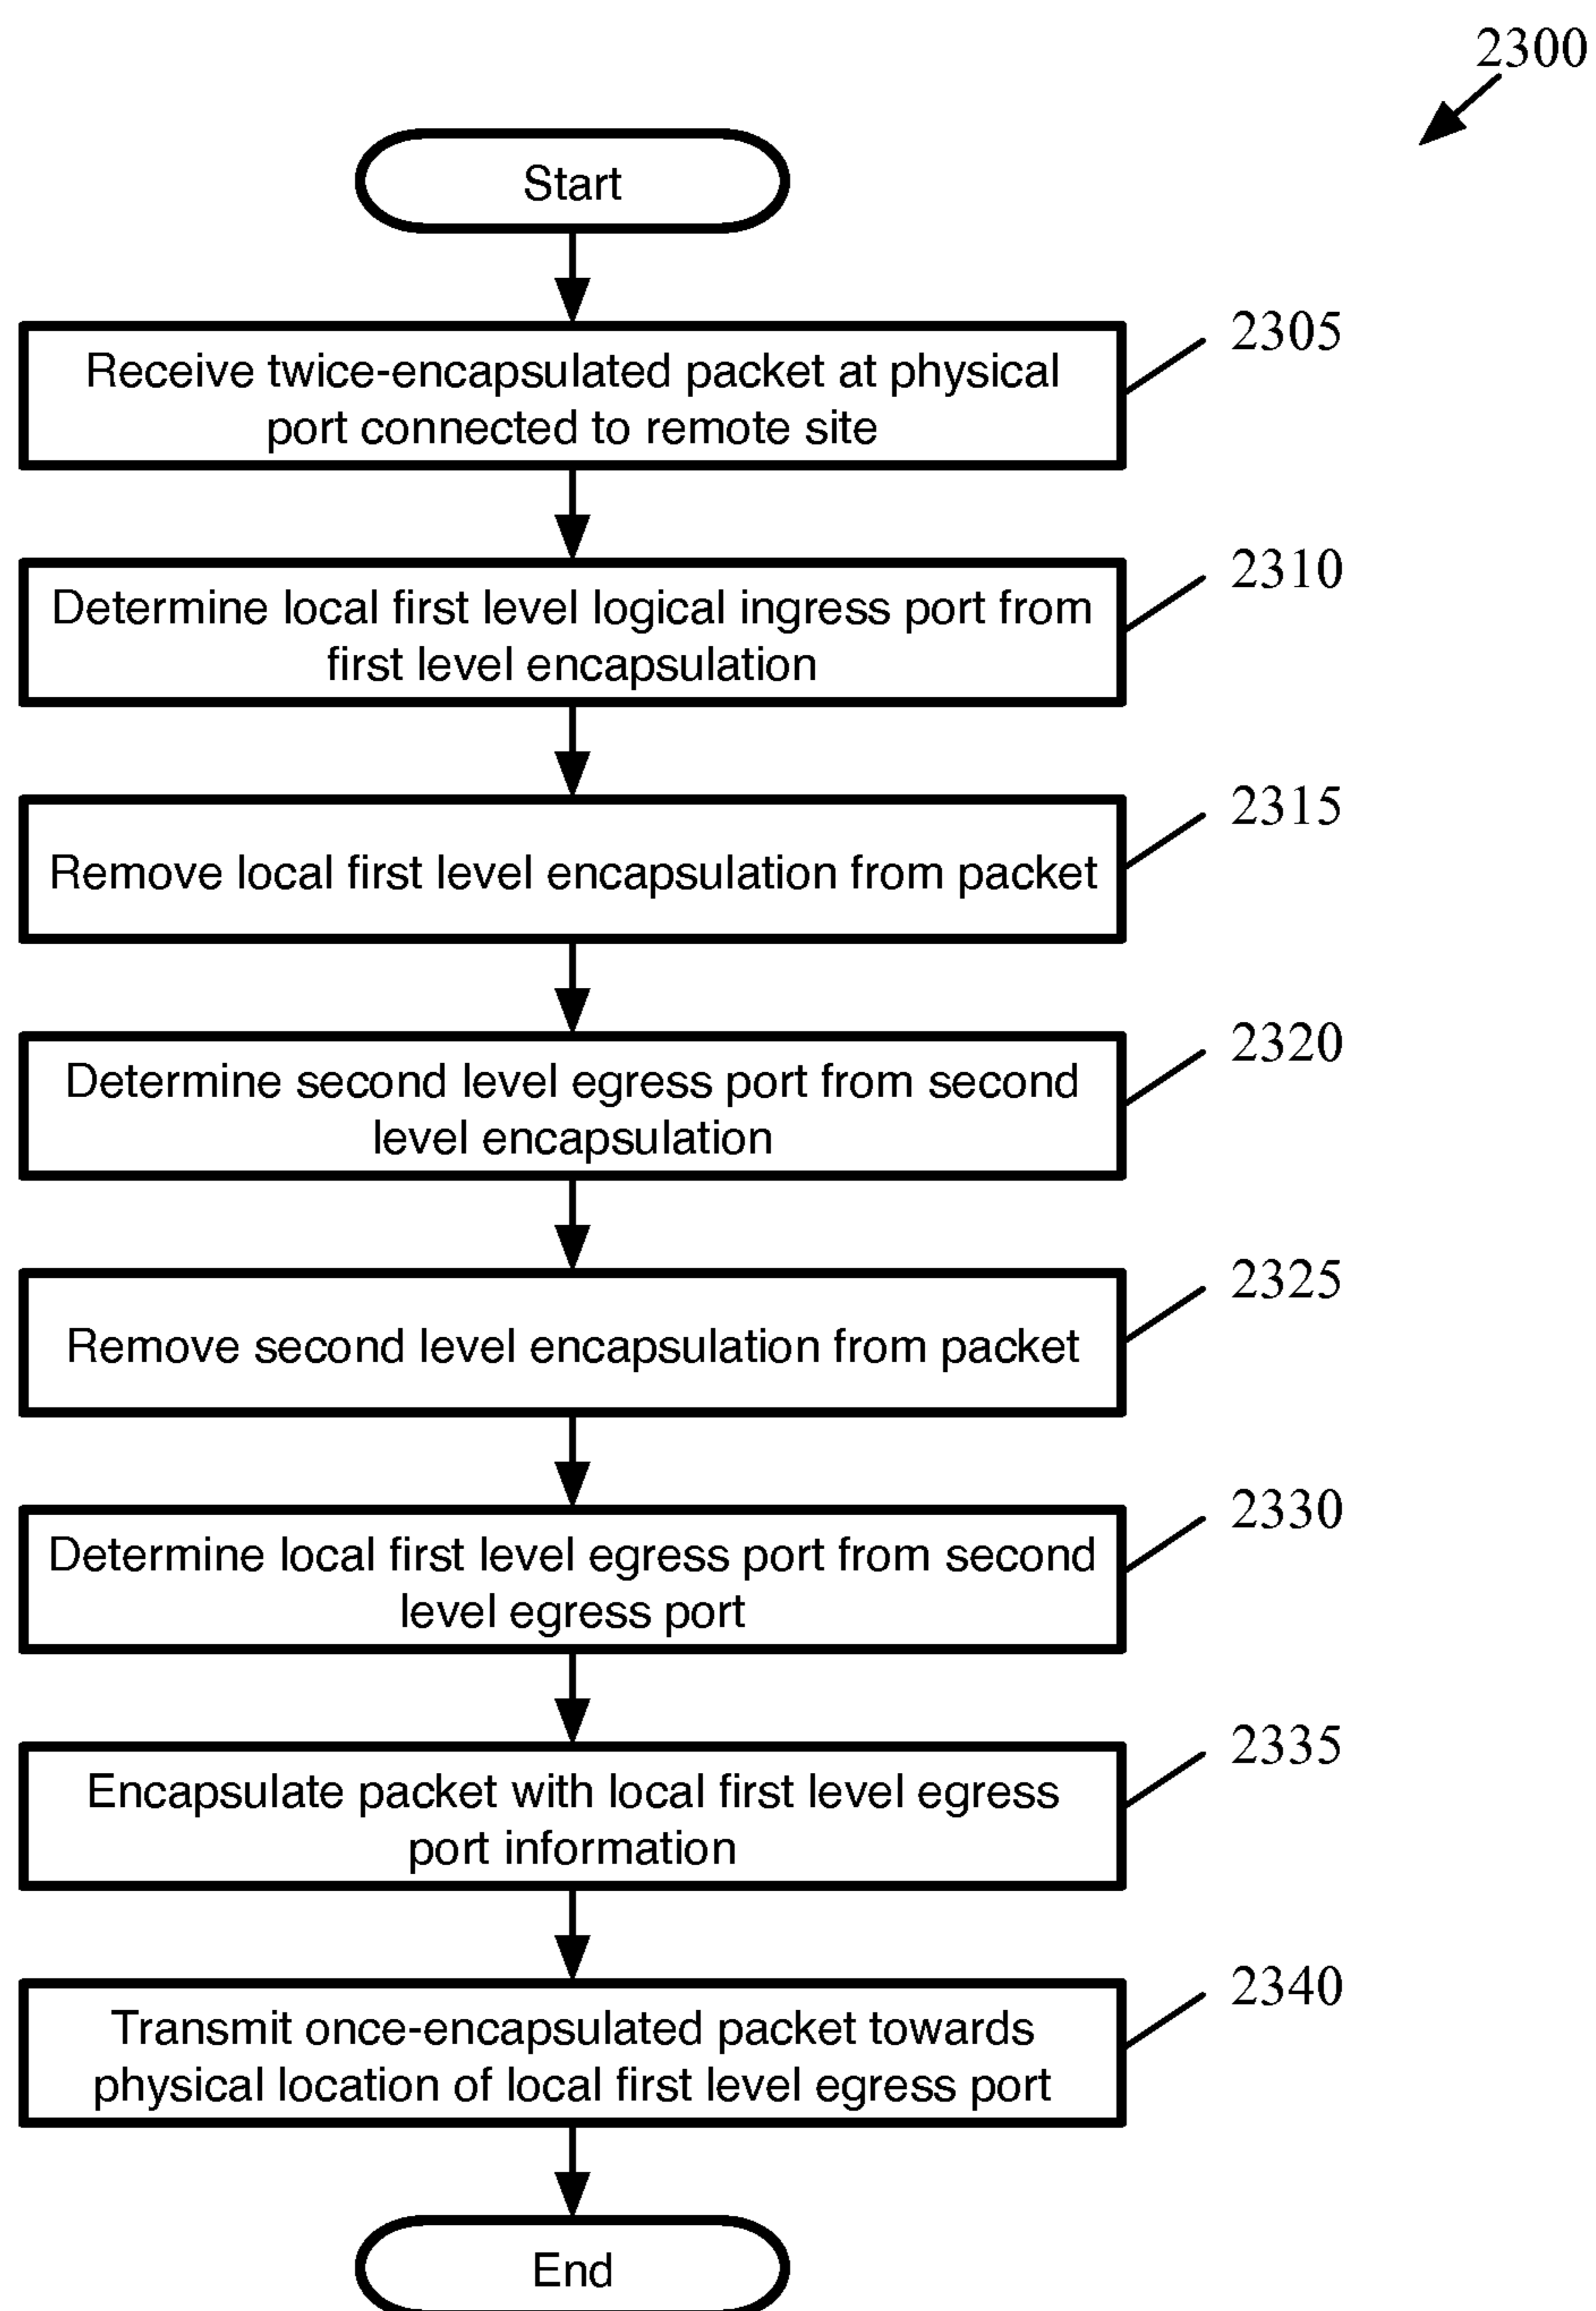 2300
Start
Receive twice-encapsulated packet at physical
port connected to remote site
2305
Determine local first level logical ingress port from
first level encapsulation
2310
Remove local first level encapsulation from packet
2315
Determine second level egress port from second
level encapsulation
2320
Remove second level encapsulation from packet
2325
Determine local first level egress port from second
level egress port
2330
Encapsulate packet with local first level egress
port information
2335
Transmit once-encapsulated packet towards
physical location of local first level egress port
2340
End